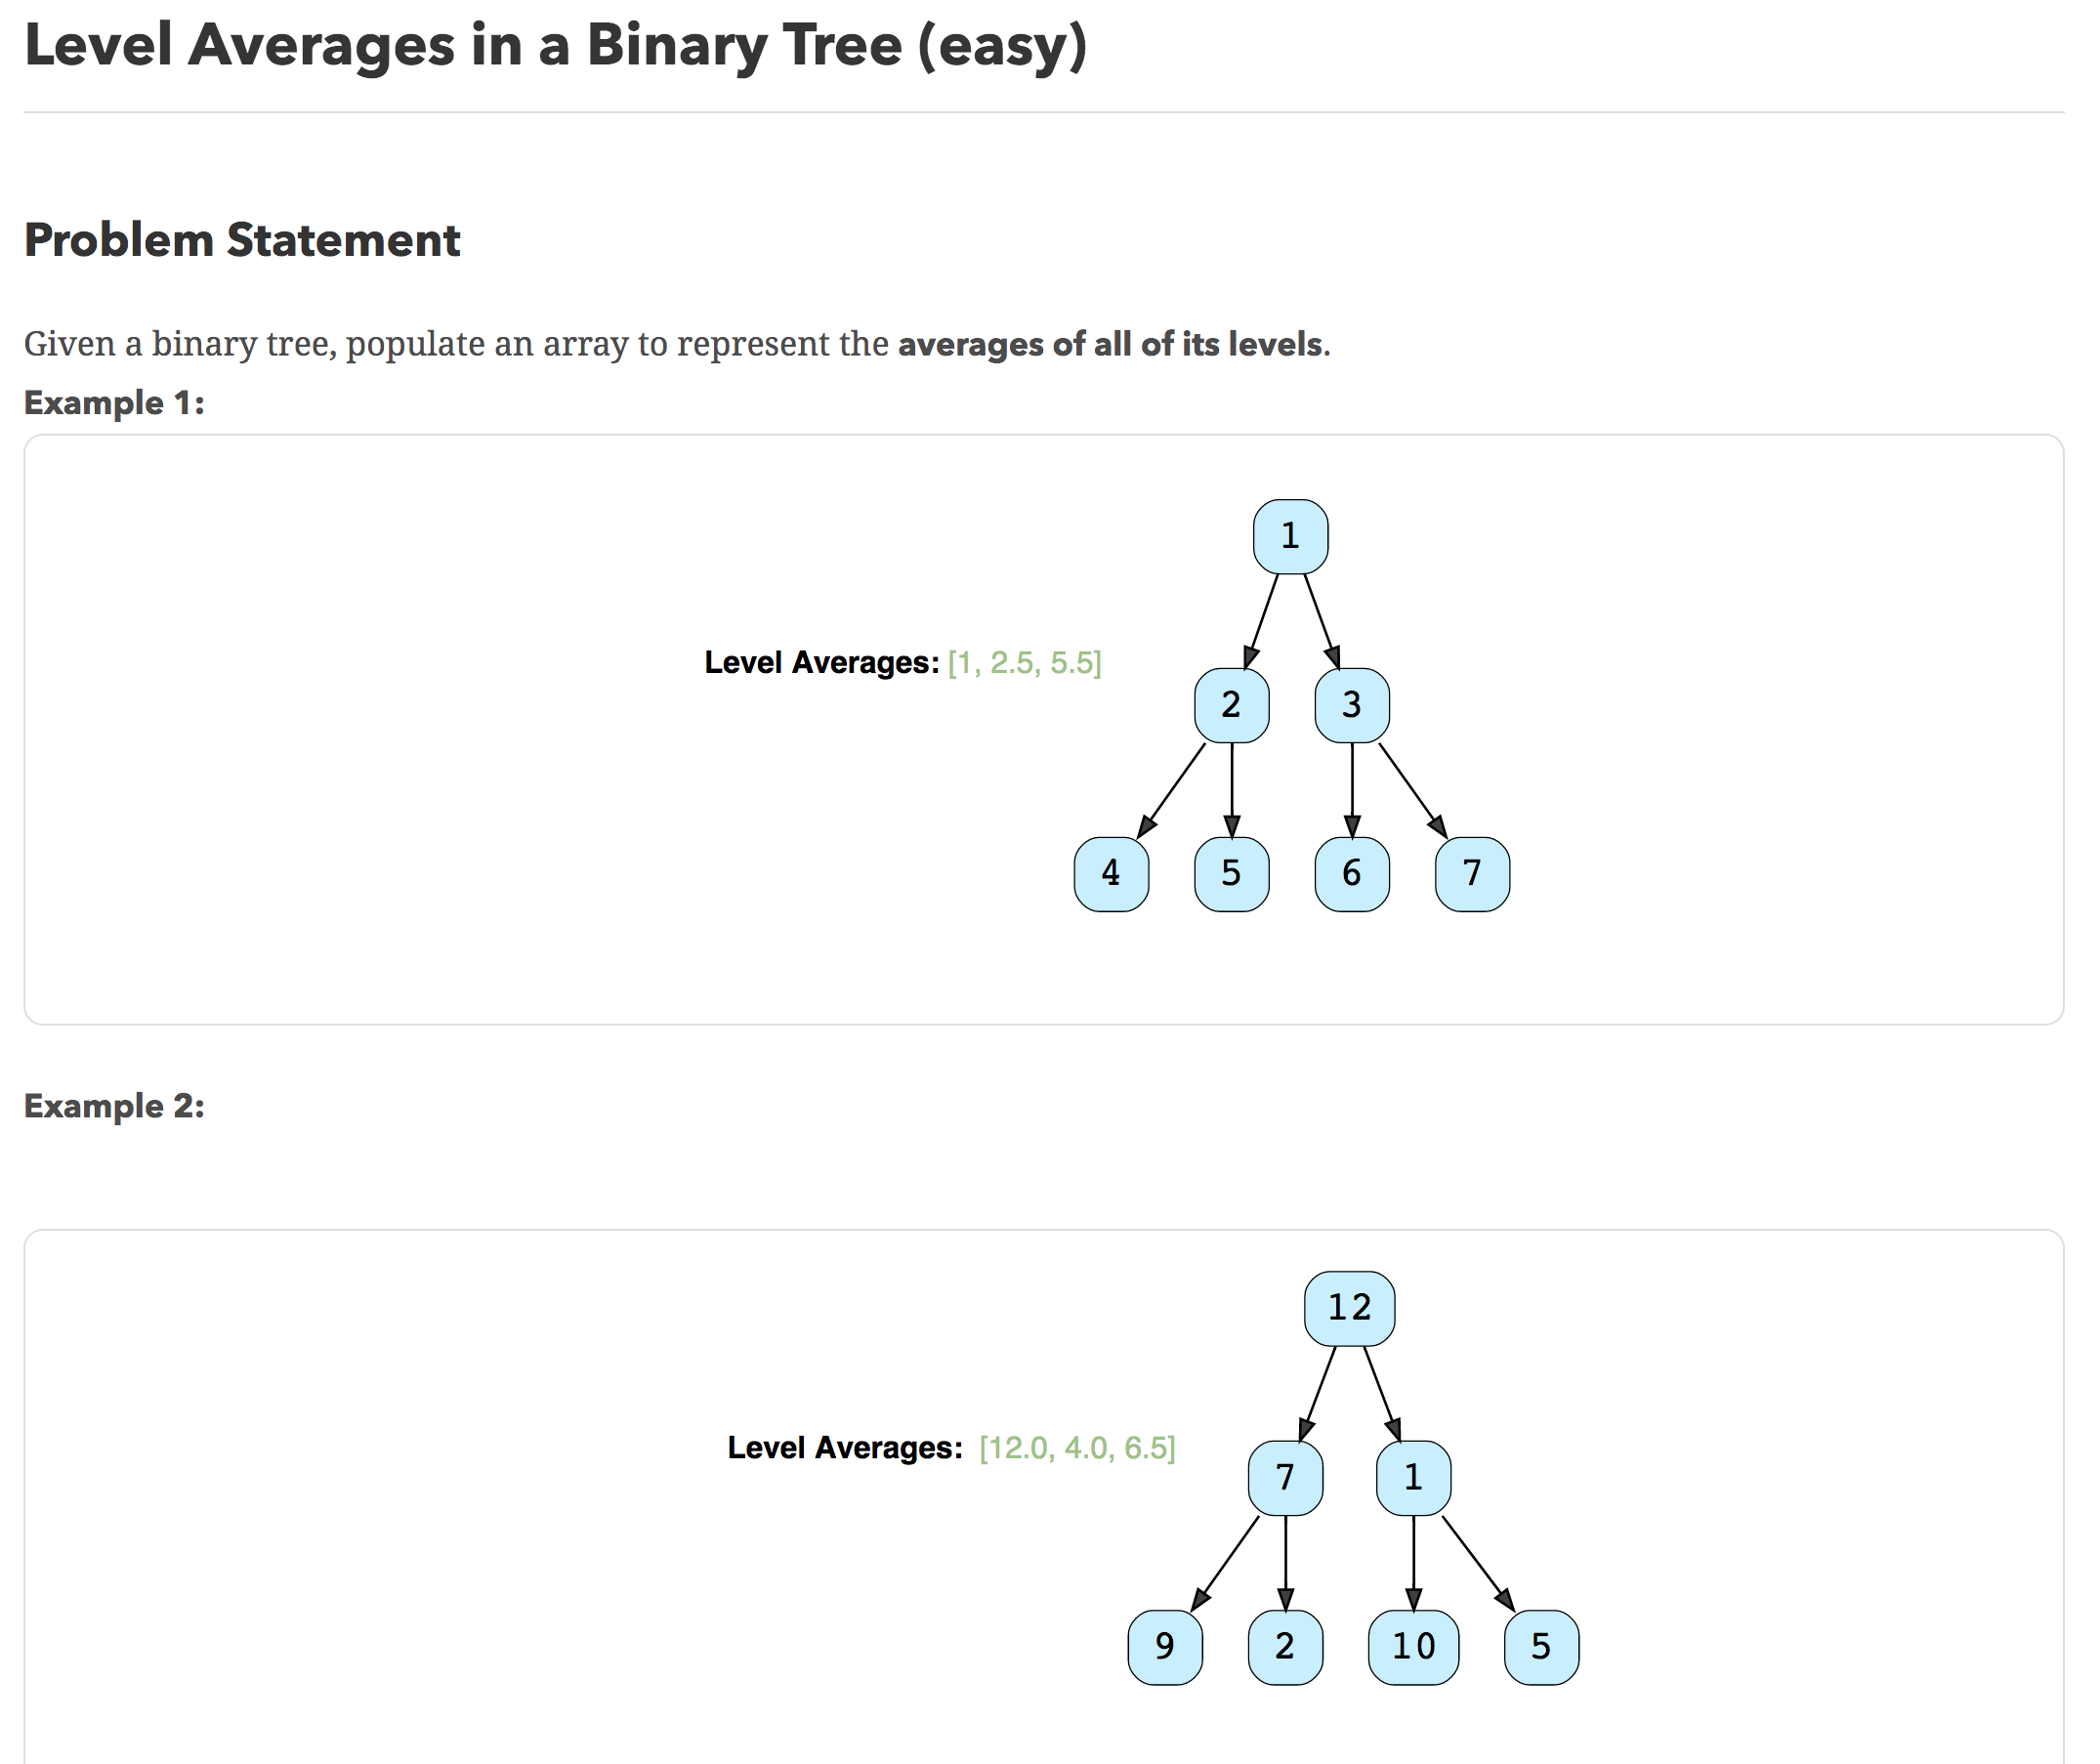 Level Averages in a Binary Tree (easy)
Problem Statement
Given a binary tree, populate an array to represent the averages of all of its levels.
Example 1:
1
Level Averages: [1, 2.5, 5.5]
2 3
4 5 6 7
Example 2:
12
Level Averages: [12.0, 4.0, 6.5]
7 1
9 2 10 5